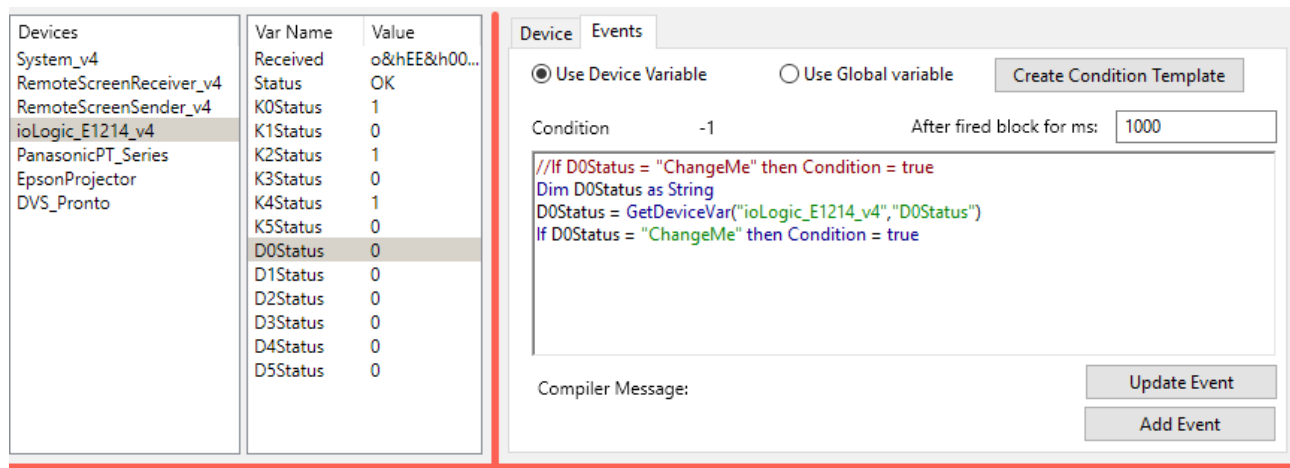 Devices
System_v4
RemoteScreenReceiver_v4
RemoteScreenSender_v4
ioLogic_E1214_v4
PanasonicPT_Series
EpsonProjector
DVS_Pronto
Var Name Value
Received o&hEE&h00...
Status OK
K0Status 1
K1Status 0
K2Status 1
K3Status 0
K4Status 1
K5Status 0
D0Status 0
D1Status 0
D2Status 0
D3Status 0
D4Status 0
D5Status 0
Device Events
Use Device Variable Use Global variable Create Condition Template
Condition -1 After fired block for ms: 1000
//If D0Status = "ChangeMe" then Condition = true
Dim D0Status as String
D0Status = GetDeviceVar("ioLogic_E1214_v4","D0Status")
If D0Status = "ChangeMe" then Condition = true
Compiler Message:
Update Event
Add Event